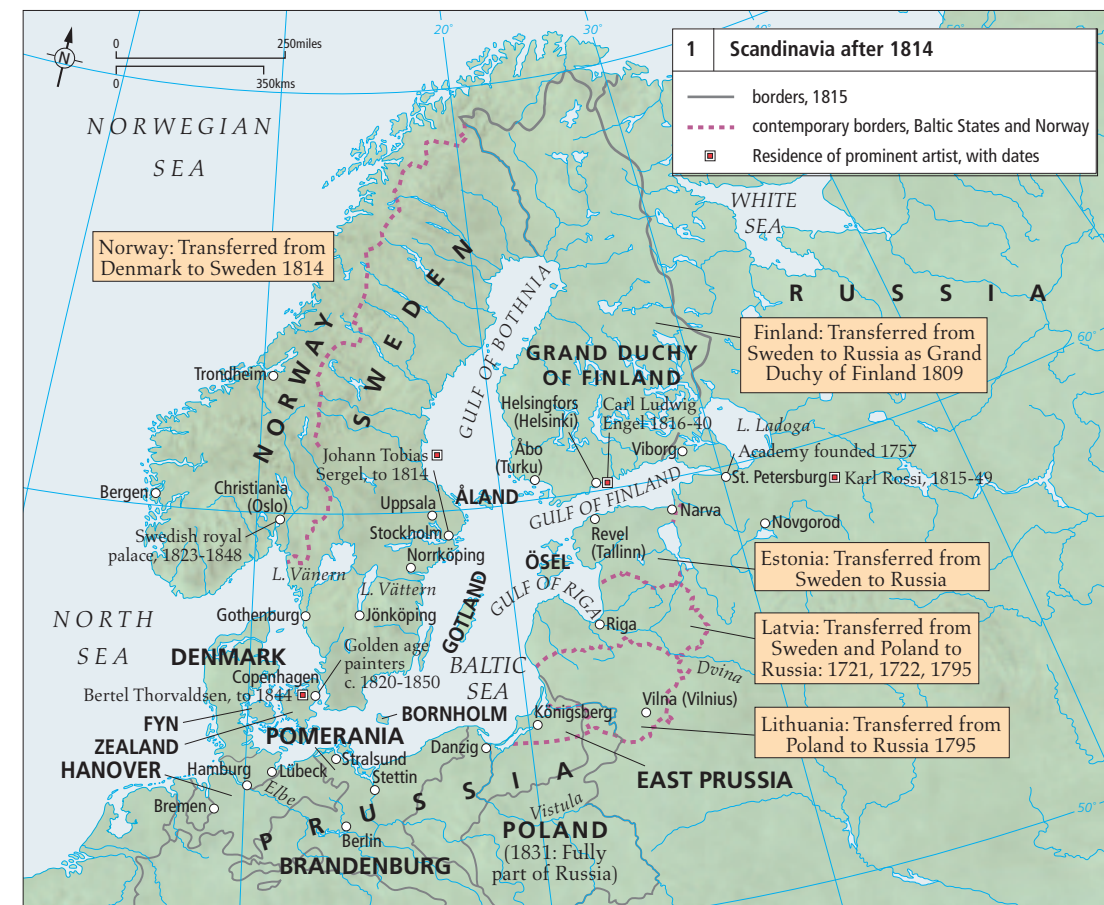 20°
30°
N
0
250miles
0
350kms
1 Scandinavia after 1814
borders, 1815
contemporary borders, Baltic States and Norway
Residence of prominent artist, with dates
NORWEGIAN
SEA
WHITE
SEA
Norway: Transferred from
Denmark to Sweden 1814
RUSSIA
60°
Finland: Transferred from
Sweden to Russia as Grand
Duchy of Finland 1809
NORWAY
SWEDEN
GULF OF BOTHNIA
GRAND DUCHY
OF FINLAND
Trondheim
Helsingfors
(Helsinki)
Carl Ludwig
Engel 1816-40
L. Ladoga
Johann Tobias
Sergel, to 1814
Åbo
(Turku)
Viborg
Academy founded 1757
St. Petersburg
Karl Rossi, 1815-49
Bergen
Christiania
(Oslo)
Uppsala
ÅLAND
GULF OF FINLAND
Narva
Novgorod
Swedish royal
palace, 1823-1848
Stockholm
Revel
(Tallinn)
Norrköping
ÖSEL
Estonia: Transferred from
Sweden to Russia
L. Vänern
L. Vättern
GULF OF RIGA
NORTH
SEA
Gothenburg
Jönköping
GOTLAND
Riga
Latvia: Transferred from
Sweden and Poland to
Russia: 1721, 1722, 1795
DENMARK
Golden age
painters
c. 1820-1850
BALTIC
SEA
Dvina
Copenhagen
Bertel Thorvaldsen, to 1844
Vilna (Vilnius)
FYN
BORNHOLM
Königsberg
Lithuania: Transferred from
Poland to Russia 1795
ZEALAND
POMERANIA
Danzig
HANOVER
Hamburg
Lübeck
Stralsund
Stettin
EAST PRUSSIA
Bremen
Elbe
PRUSSIA
Vistula
50°
Berlin
POLAND
(1831: Fully
part of Russia)
BRANDENBURG